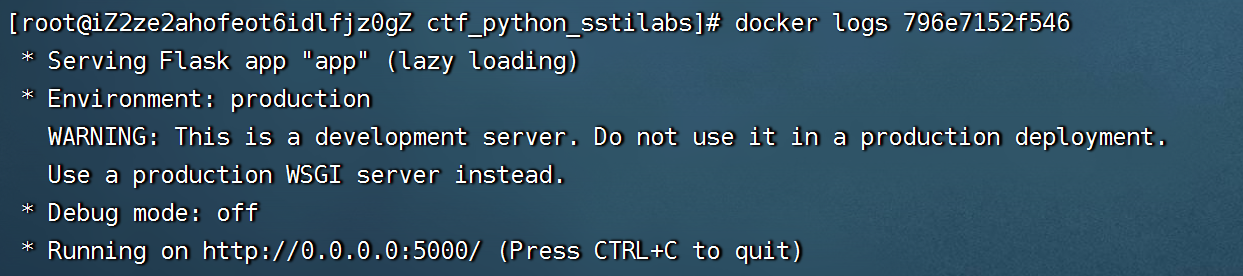 [root@iZ2ze2ahofeot6idlfjz0gZ ctf_python_sstilabs]# docker logs 796e7152f546
* Serving Flask app "app" (lazy loading)
* Environment: production
WARNING: This is a development server. Do not use it in a production deployment.
Use a production WSGI server instead.
* Debug mode: off
* Running on http://0.0.0.0:5000/ (Press CTRL+C to quit)